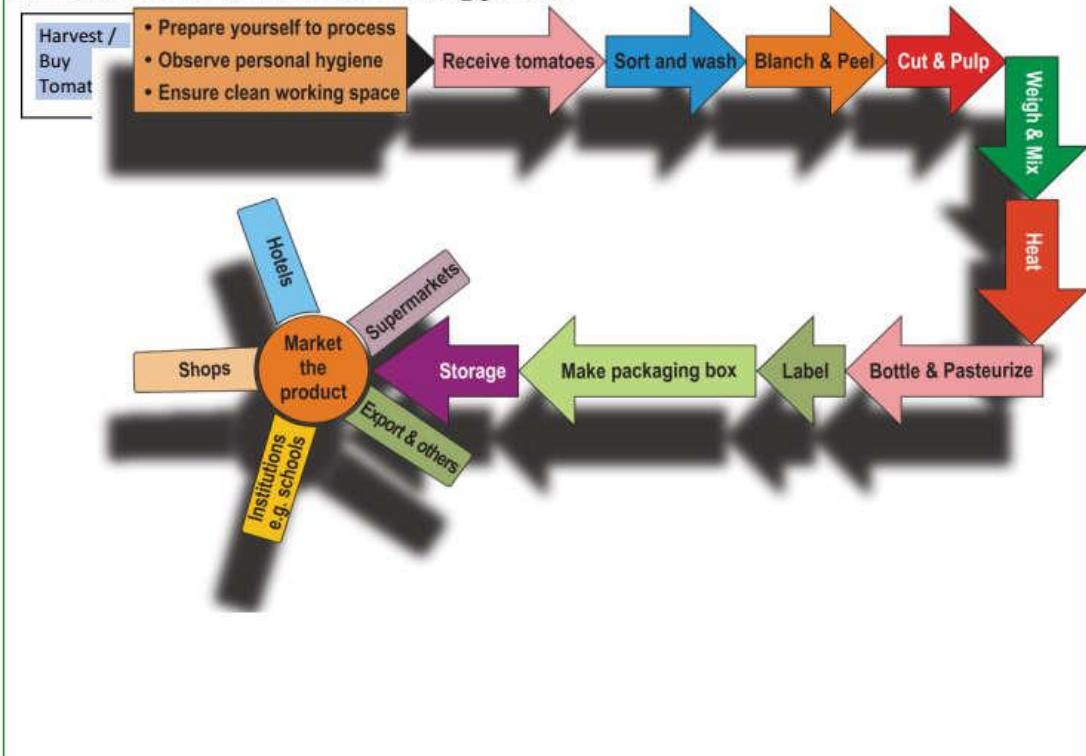 Harvest /
Buy
Tomat
• Prepare yourself to process
• Observe personal hygiene
• Ensure clean working space
Receive tomatoes
Sort and wash
Blanch & Peel
Cut & Pulp
Weigh & Mix
Heat
Bottle & Pasteurize
Label
Make packaging box
Storage
Market
the
product
Hotels
Supermarkets
Shops
Export & others
Institutions
e.g. schools